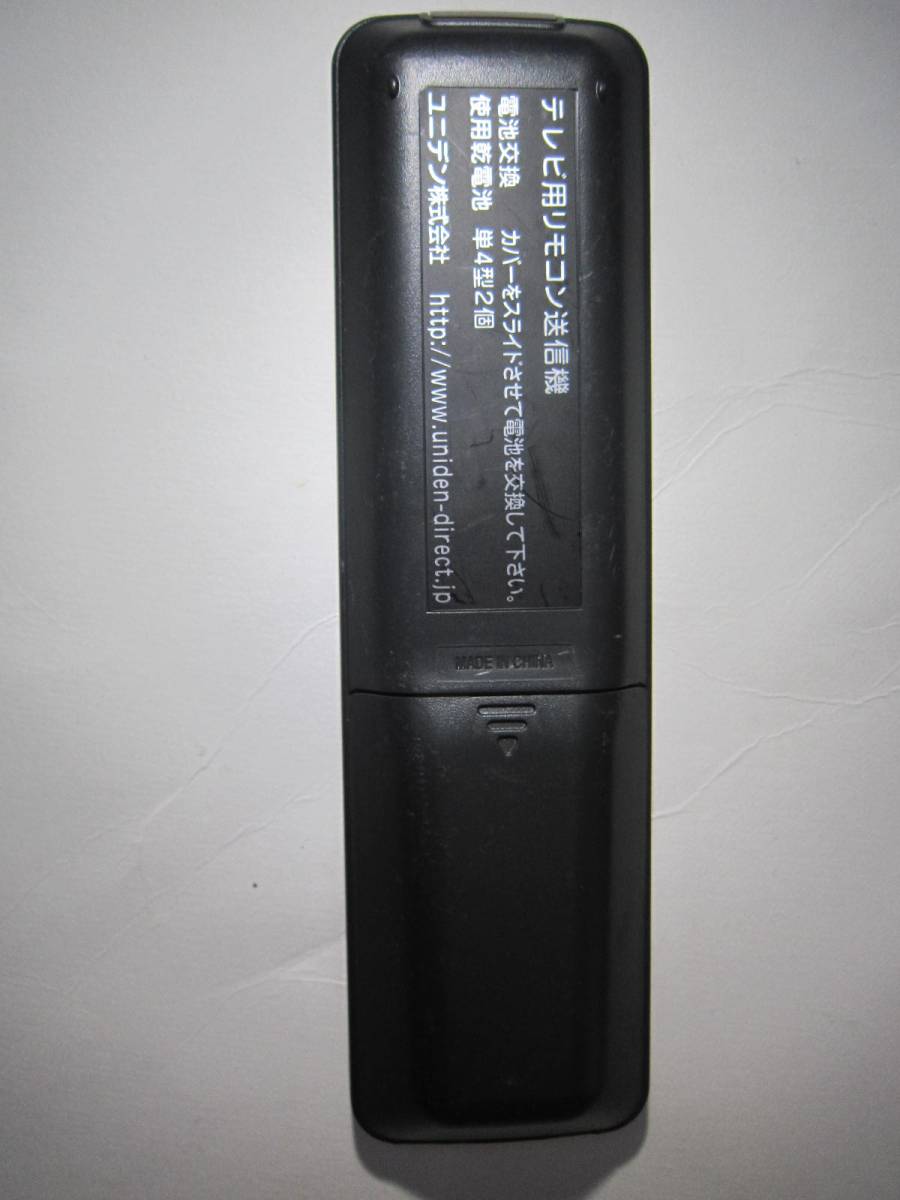 テレビ用リモコン送信機
電池交換 カバーをスライドさせて電池を交換して下さい。
使用乾電池 単4型2個
ユニデン株式会社 http://www.uniden-direct.jp
MADE IN CHINA